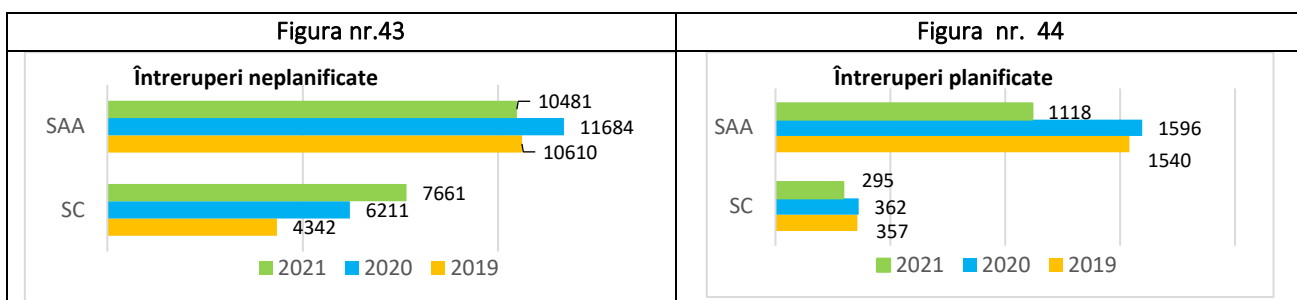 Figura nr.43
Figura nr. 44
Întreruperi neplanificate
SAA
10481
11684
10610
SC
7661
6211
4342
2021 2020 2019
Întreruperi planificate
SAA
1118
1596
1540
SC
295
362
357
2021 2020 2019